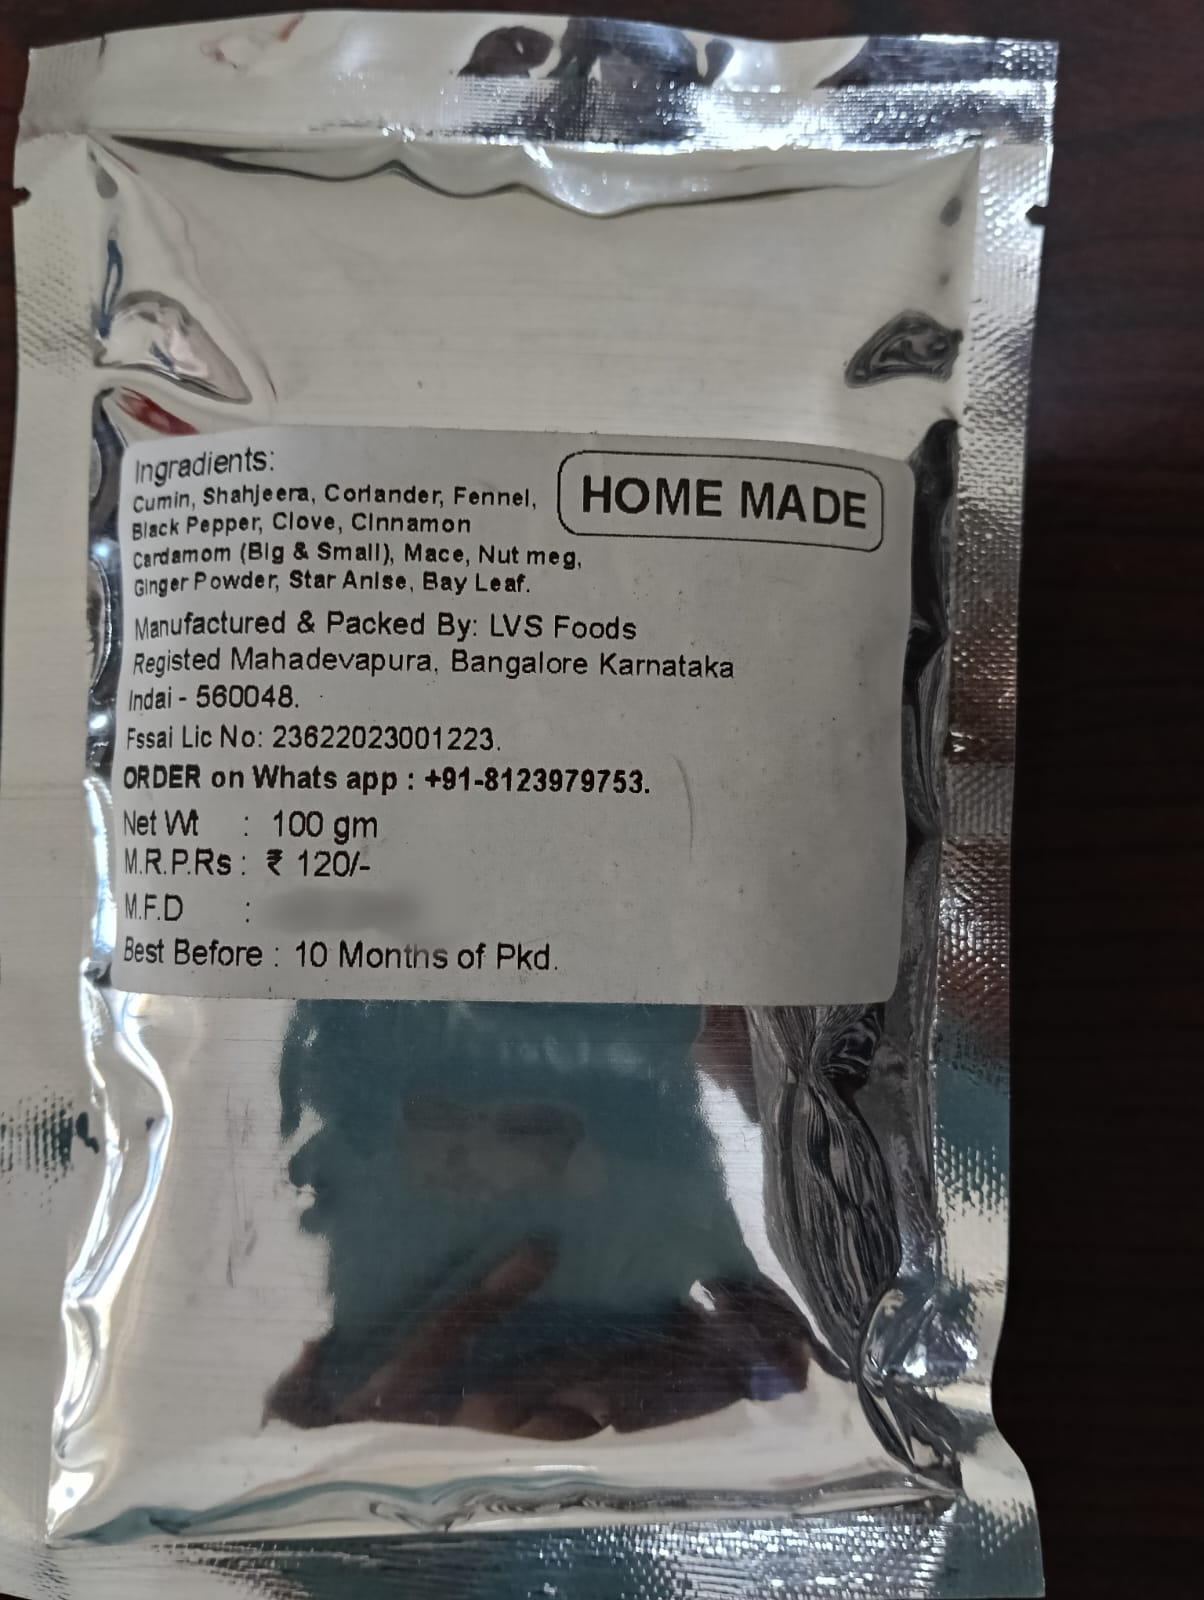 Ingradients:
HOME MADE
Cumin, Shahjeera, Coriander, Fennel,
Black Pepper, Clove, Cinnamon
Cardamom (Big & Small), Mace, Nut meg,
Ginger Powder, Star Anise, Bay Leaf.
Manufactured & Packed By: LVS Foods
Registed Mahadevapura, Bangalore Karnataka
Indai - 560048.
Fssai Lic No: 23622023001223.
ORDER on Whats app : +91-8123979753.
Net Wt : 100 gm
M.R.P.Rs : ₹ 120/-
M.F.D :
Best Before : 10 Months of Pkd.